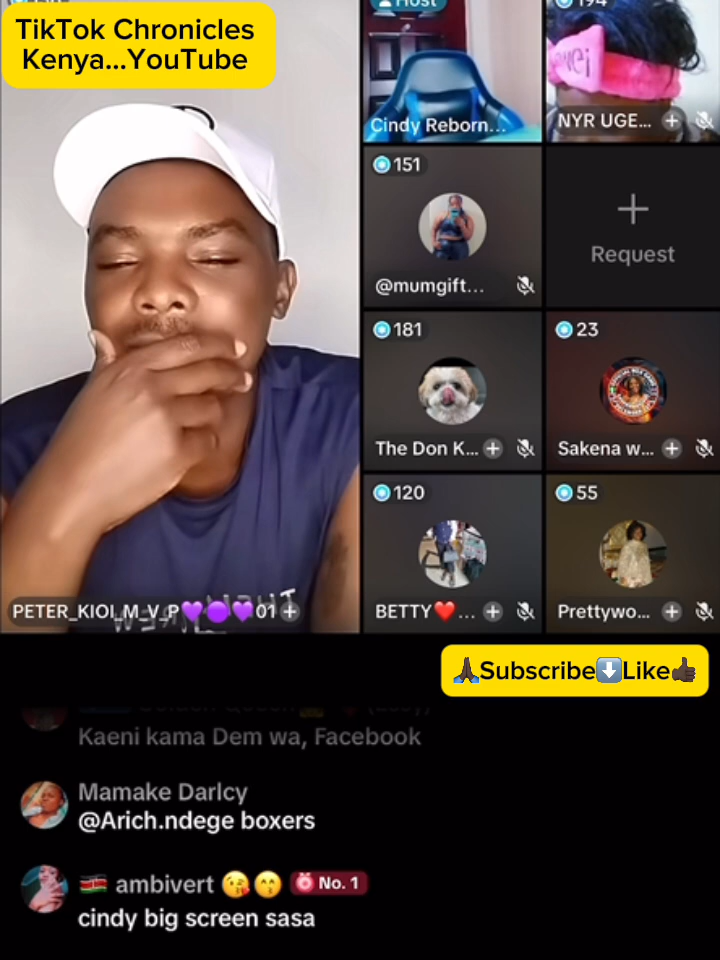 TikTok Chronicles
Kenya...YouTube
Host
194
Cindy Reborn...
NYR UGE...
151
@mumgift...
Request
181
23
The Don K...
Sakena w...
120
55
PETER_KIOI_M_V_P💜🟣💜01
BETTY❤️...
Prettywo...
🙏Subscribe⬇️Like👍
Kaeni kama Dem wa, Facebook
Mamake Darlcy
@Arich.ndege boxers
🇰🇪 ambivert 😘😙 No. 1
cindy big screen sasa